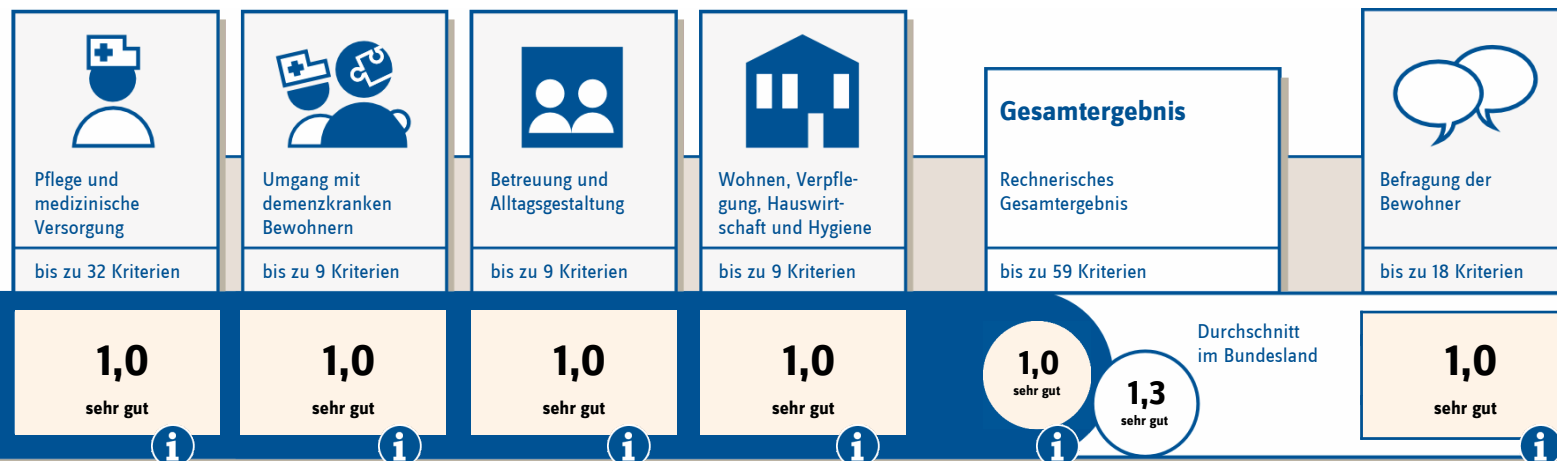 Pflege und
medizinische
Versorgung
bis zu 32 Kriterien
1,0
sehr gut
i
Umgang mit
demenzkranken
Bewohnern
bis zu 9 Kriterien
1,0
sehr gut
i
Betreuung und
Alltagsgestaltung
bis zu 9 Kriterien
1,0
sehr gut
i
Wohnen, Verpfle-
gung, Hauswirt-
schaft und Hygiene
bis zu 9 Kriterien
1,0
sehr gut
i
Gesamtergebnis
Rechnerisches
Gesamtergebnis
bis zu 59 Kriterien
1,0
sehr gut
i
Durchschnitt
im Bundesland
1,3
sehr gut
Befragung der
Bewohner
bis zu 18 Kriterien
1,0
sehr gut
i